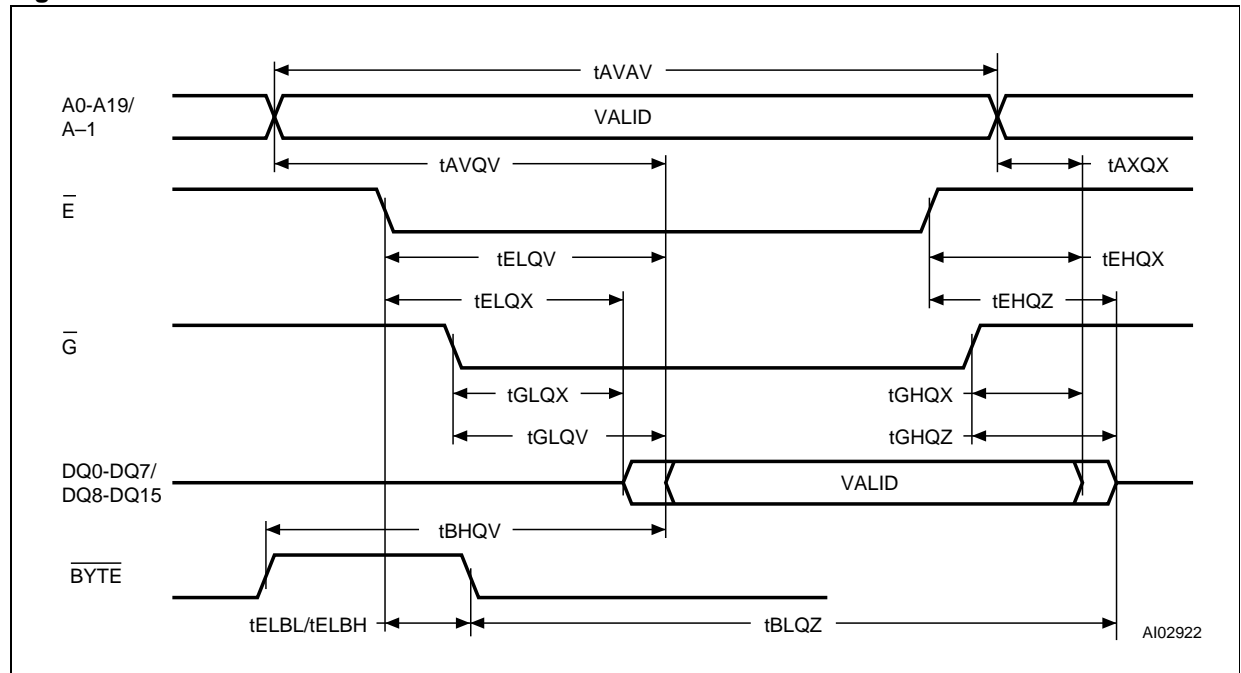 tAVAV
A0-A19/
A–1
VALID
tAVQV
tAXQX
E
tELQV
tEHQX
tELQX
tEHQZ
G
tGLQX
tGHQX
tGLQV
tGHQZ
DQ0-DQ7/
DQ8-DQ15
VALID
tBHQV
BYTE
tELBL/tELBH
tBLQZ
AI02922